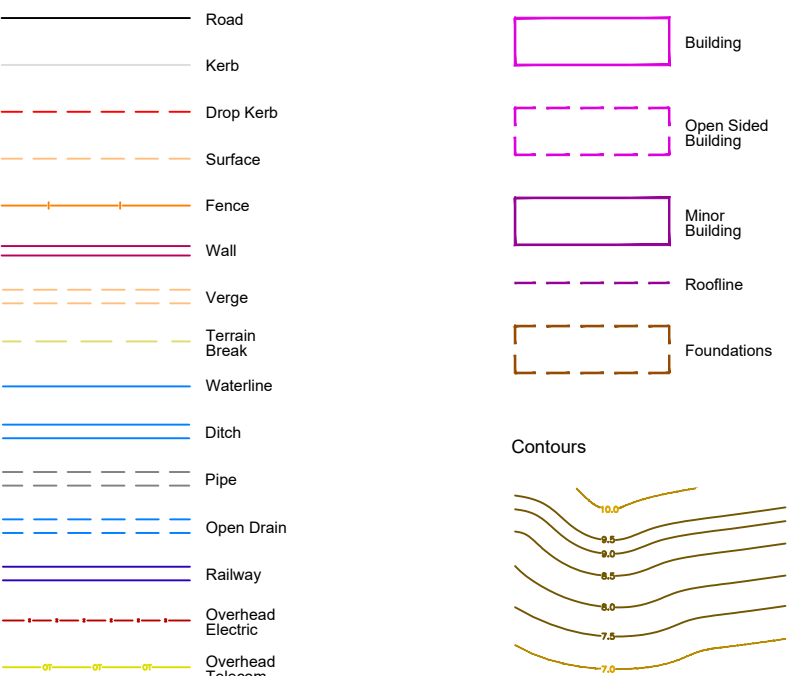 Road
Kerb
Drop Kerb
Surface
Fence
Wall
Verge
Terrain
Break
Waterline
Ditch
Pipe
Open Drain
Railway
Overhead
Electric
OT OT OT
Overhead
Telecom
Building
Open Sided
Building
Minor
Building
Roofline
Foundations
Contours
10.0
9.5
9.0
8.5
8.0
7.5
7.0